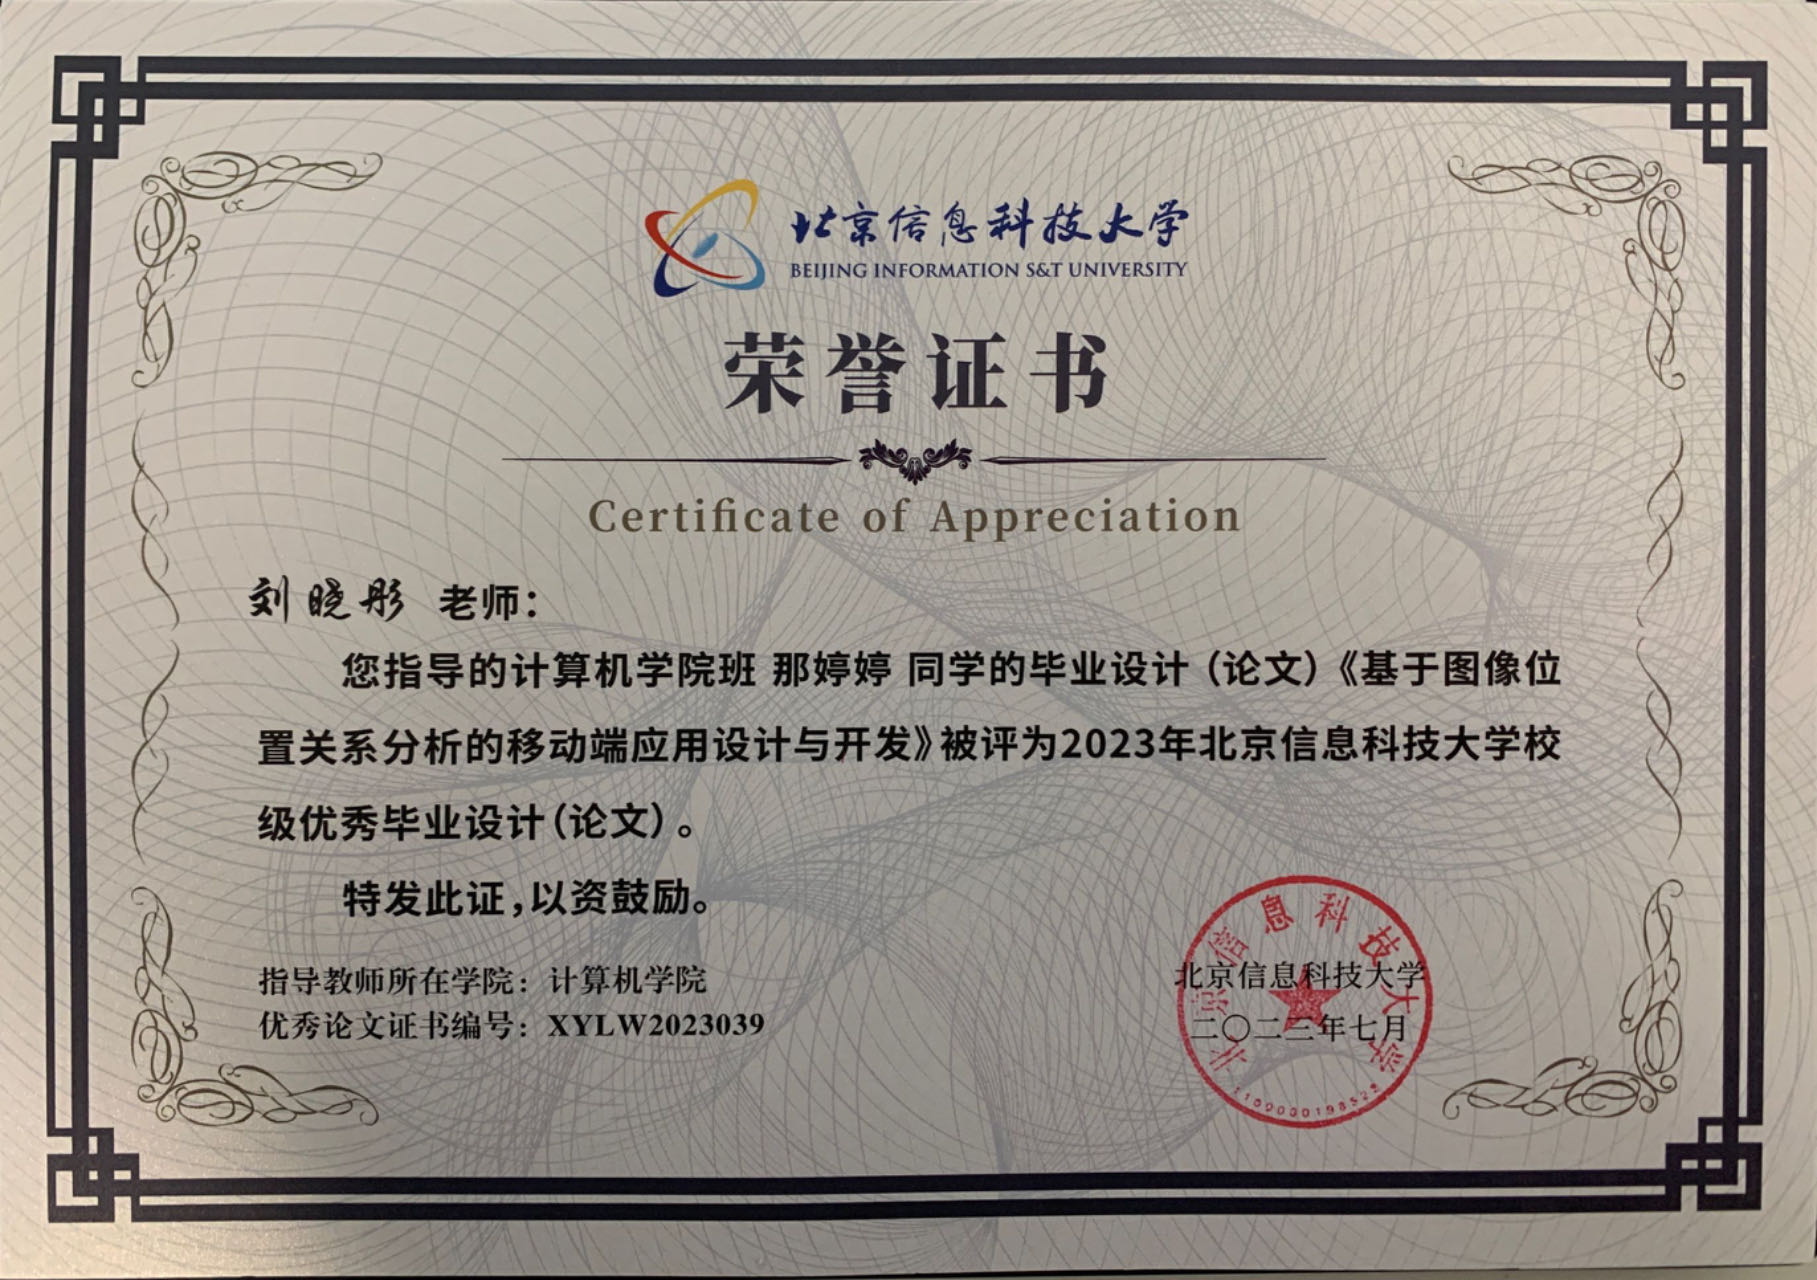 北京信息科技大学
BEIJING INFORMATION S&T UNIVERSITY
荣誉证书
Certificate of Appreciation
刘晓彤 老师：
您指导的计算机学院班 那婷婷 同学的毕业设计（论文）《基于图像位
置关系分析的移动端应用设计与开发》被评为2023年北京信息科技大学校
级优秀毕业设计（论文）。
特发此证，以资鼓励。
指导教师所在学院：计算机学院
优秀论文证书编号：XYLW2023039
北京信息科技大学
二〇二三年七月
北京信息科技大学